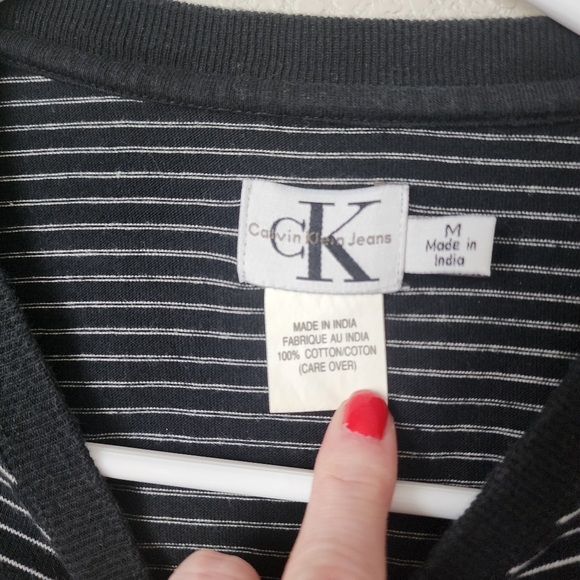 CK
Calvin Klein Jeans
M
Made in
India
MADE IN INDIA
FABRIQUE AU INDIA
100% COTTON/COTON
(CARE OVER)